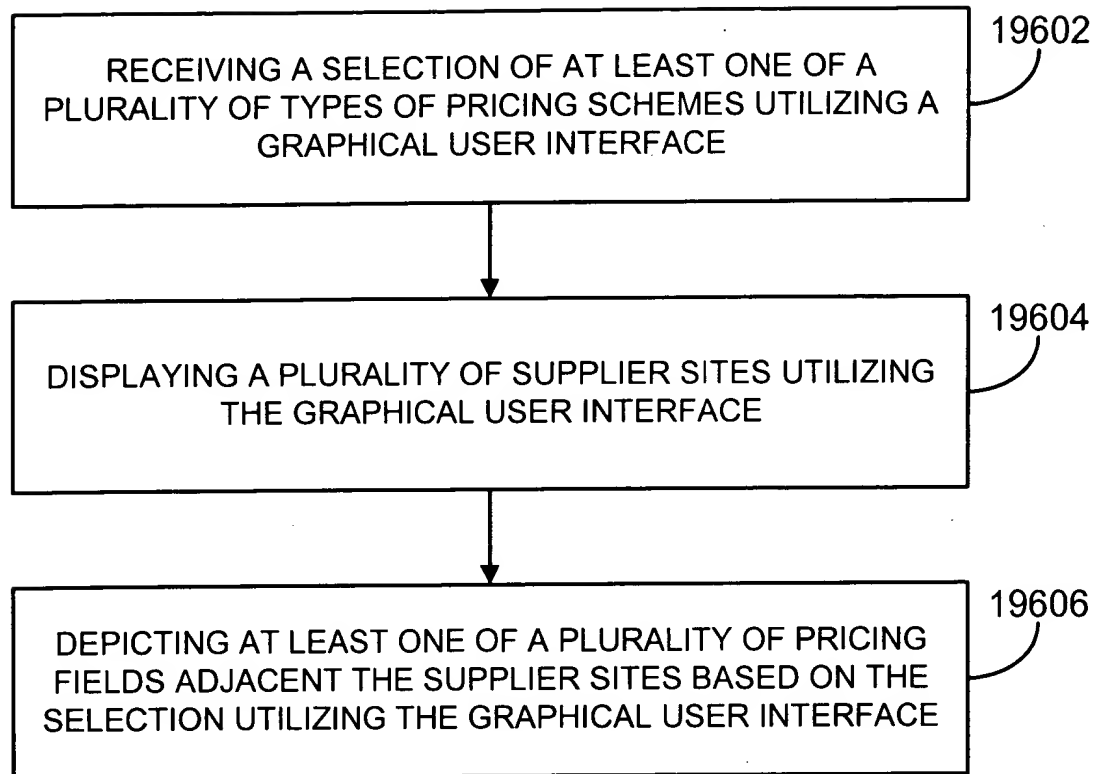 19602
RECEIVING A SELECTION OF AT LEAST ONE OF A
PLURALITY OF TYPES OF PRICING SCHEMES UTILIZING A
GRAPHICAL USER INTERFACE
19604
DISPLAYING A PLURALITY OF SUPPLIER SITES UTILIZING
THE GRAPHICAL USER INTERFACE
19606
DEPICTING AT LEAST ONE OF A PLURALITY OF PRICING
FIELDS ADJACENT THE SUPPLIER SITES BASED ON THE
SELECTION UTILIZING THE GRAPHICAL USER INTERFACE